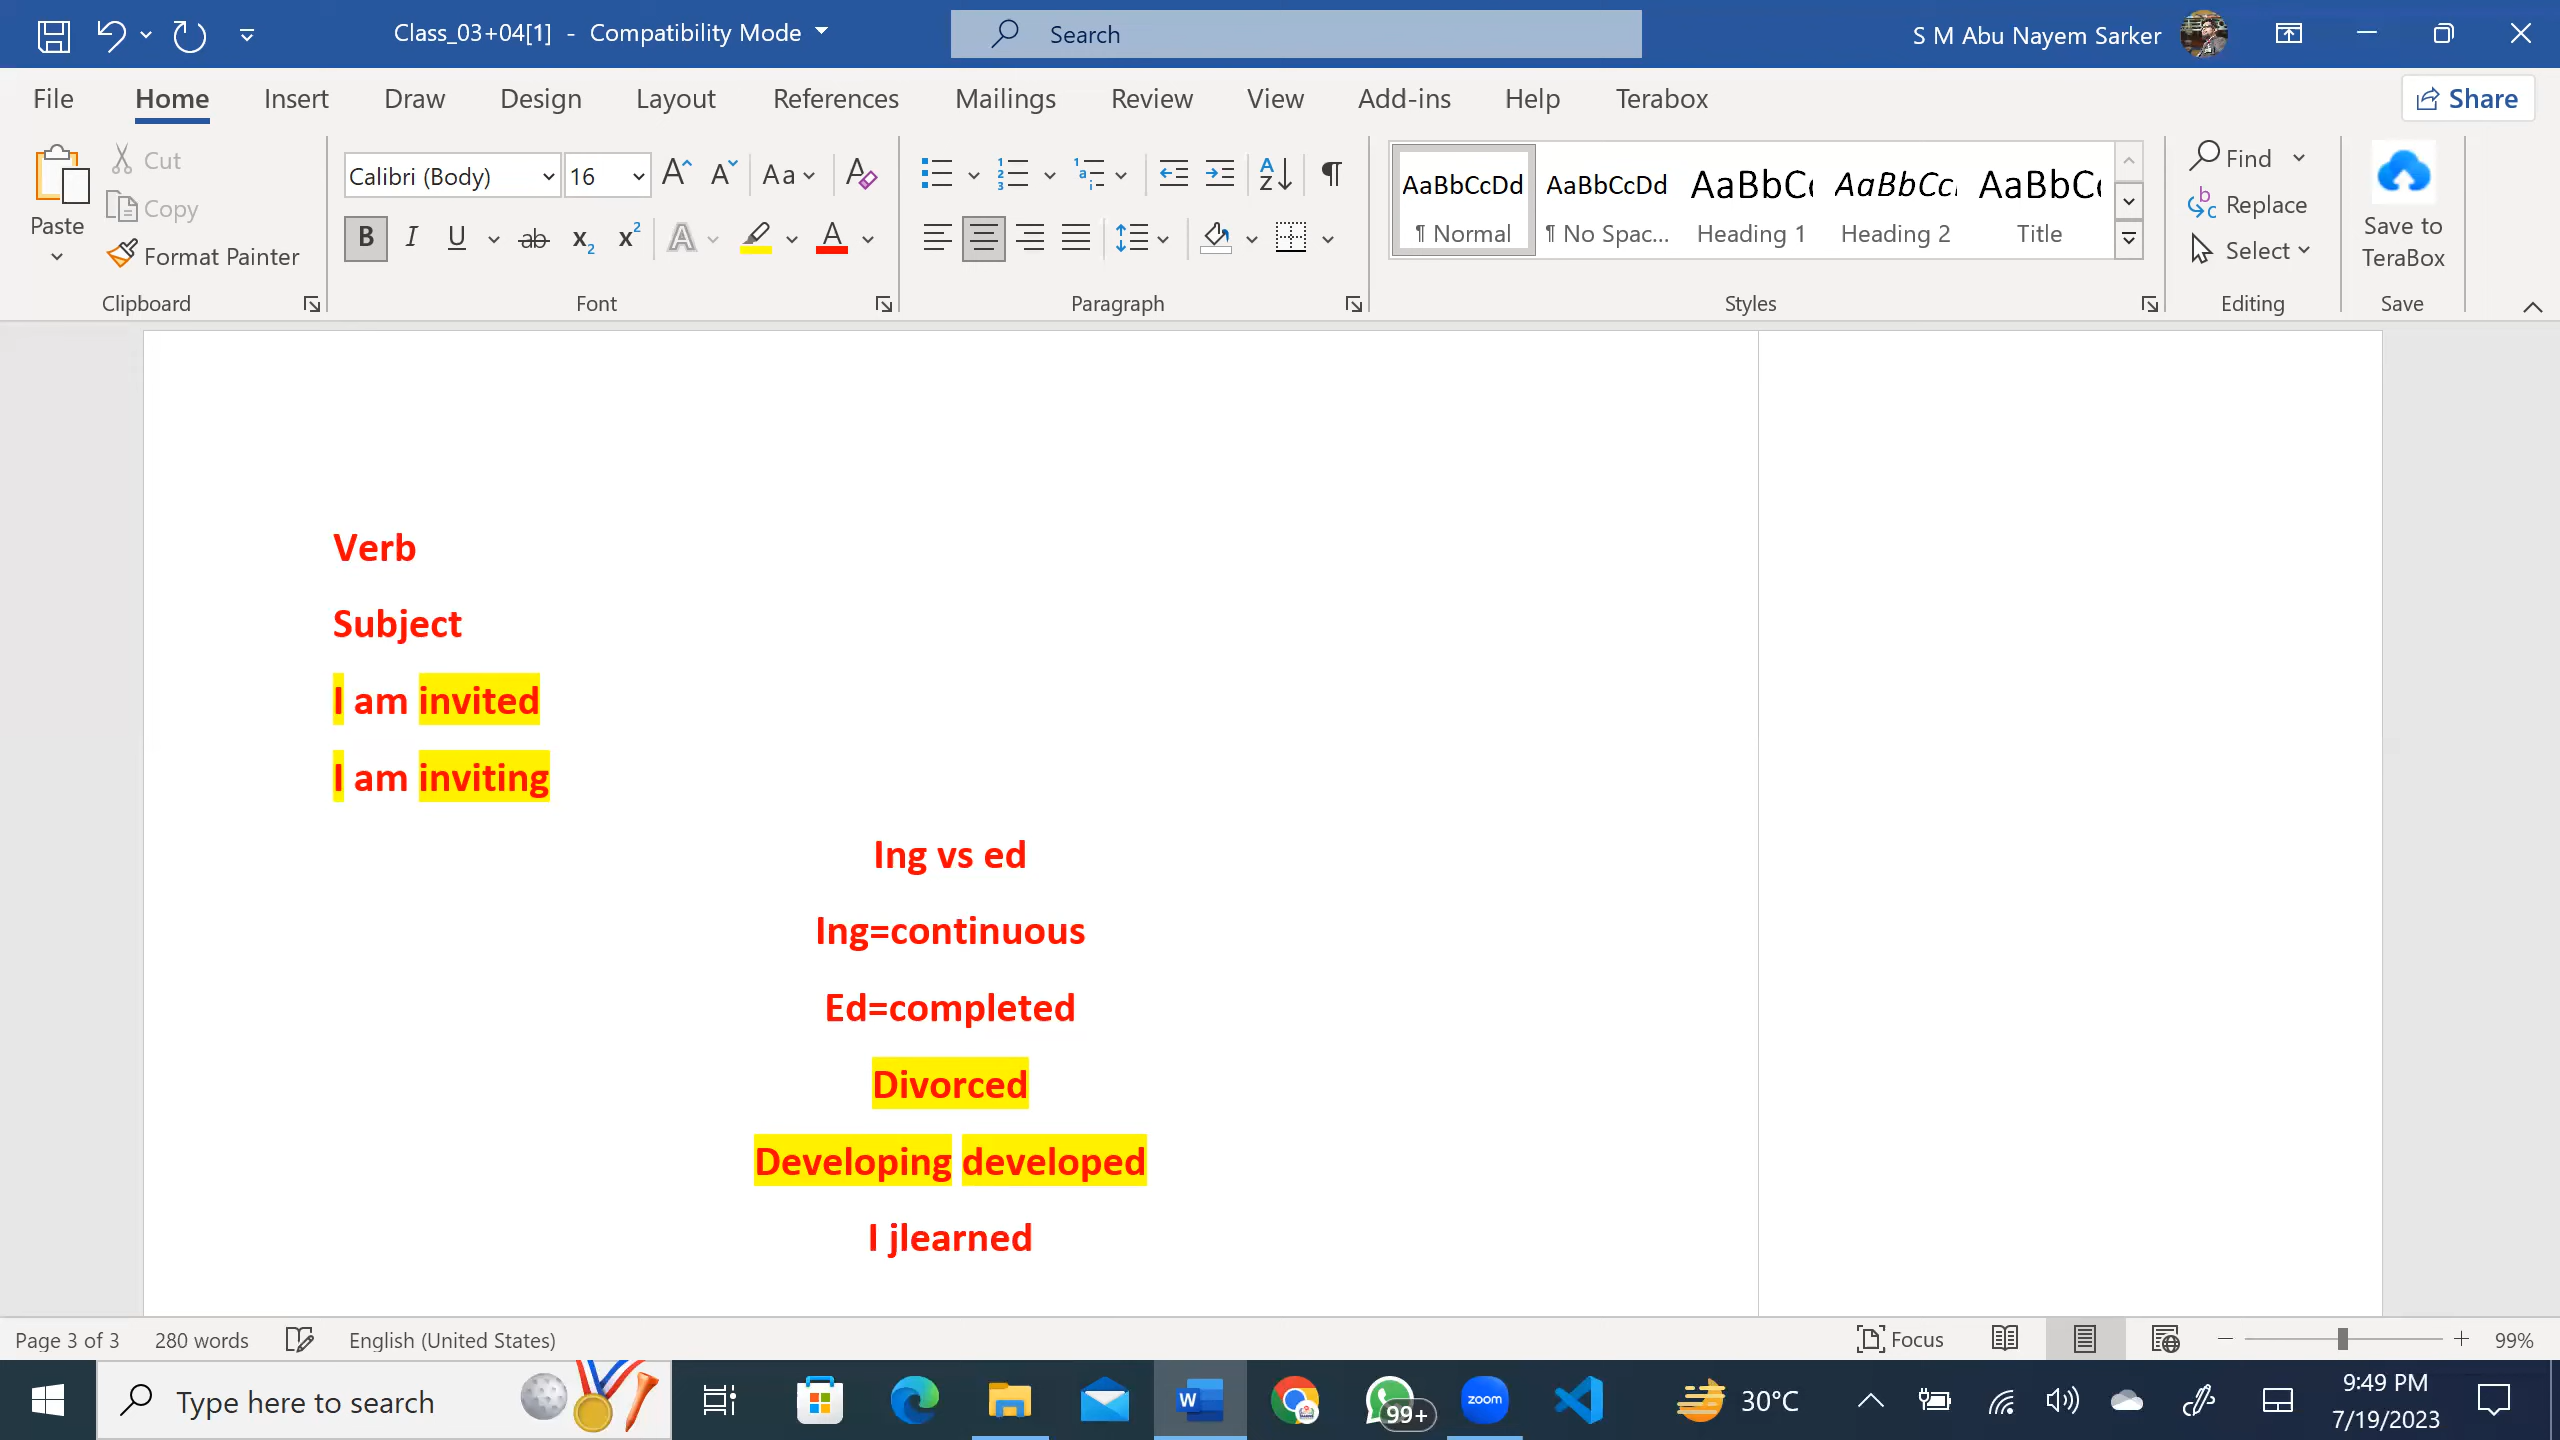 Class_03+04[1] - Compatibility Mode
Search
S M Abu Nayem Sarker
File Home Insert Draw Design Layout References Mailings Review View Add-ins Help Terabox
Share
Paste
Cut
Copy
Format Painter
Clipboard
Calibri (Body) 16
Font
Paragraph
AaBbCcDd AaBbCcDd AaBbC AaBbCc AaBbC
¶ Normal ¶ No Spac... Heading 1 Heading 2 Title
Styles
Find
Replace
Select
Editing
Save to TeraBox
Save
Verb
Subject
I am invited
I am inviting
Ing vs ed
Ing=continuous
Ed=completed
Divorced
Developing developed
I jlearned
Page 3 of 3 280 words English (United States)
Focus
99%
Type here to search
zoom
99+
30°C
9:49 PM
7/19/2023